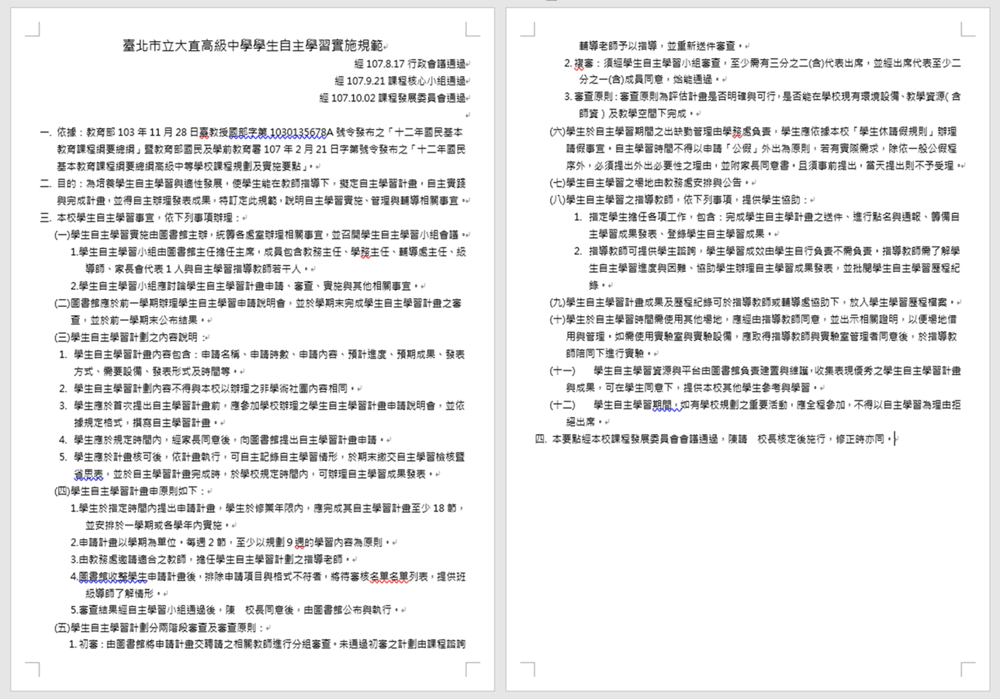 臺北市立大直高級中學學生自主學習實施規範
經 107.8.17 行政會議通過
經 107.9.21 課程核心小組通過
經 107.10.02 課程發展委員會通過
一. 依據：教育部 103 年 11 月 28 日臺教授國部字第 1030135678A 號令發布之「十二年國民基本
教育課程綱要總綱」暨教育部國民及學前教育署 107 年 2 月 21 日字第號令發布之「十二年國民
基本教育課程綱要總綱高級中等學校課程規劃及實施要點」。
二. 目的：為培養學生自主學習與適性發展，使學生能在教師指導下，擬定自主學習計畫，自主實踐
與完成計畫，並得自主辦理發表成果，特訂定此規範，說明自主學習實施、管理與輔導相關事宜。
三. 本校學生自主學習事宜，依下列事項辦理：
(一)學生自主學習實施由圖書館主辦，統籌各處室辦理相關事宜，並召開學生自主學習小組會議。
1.學生自主學習小組由圖書館主任擔任主席，成員包含教務主任、學務主任、輔導處主任、級
導師、家長會代表 1 人與自主學習指導教師若干人。
2.學生自主學習小組應討論學生自主學習計畫申請、審查、實施與其他相關事宜。
(二)圖書館應於前一學期辦理學生自主學習申請說明會，並於學期末完成學生自主學習計畫之審
查，並於前一學期末公布結果。
(三)學生自主學習計劃之內容說明：
1. 學生自主學習計畫內容包含：申請名稱、申請時數、申請內容、預計進度、預期成果、發表
方式、需要設備、發表形式及時間等。
2. 學生自主學習計劃內容不得與本校以辦理之非學術社團內容相同。
3. 學生應於首次提出自主學習計畫前，應參加學校辦理之學生自主學習計畫申請說明會，並依
據規定格式，撰寫自主學習計畫。
4. 學生應於規定時間內，經家長同意後，向圖書館提出自主學習計畫申請。
5. 學生應於計畫核可後，依計畫執行，可自主記錄自主學習情形，於期末繳交自主學習檢核暨
省思表，並於自主學習計畫完成時，於學校規定時間內，可辦理自主學習成果發表。
(四)學生自主學習計畫申原則如下：
1.學生於指定時間內提出申請計畫，學生於修業年限內，應完成其自主學習計畫至少 18 節，
並安排於一學期或各學年內實施。
2.申請計畫以學期為單位。每週 2 節，至少以規劃 9 週的學習內容為原則。
3.由教務處邀請適合之教師，擔任學生自主學習計劃之指導老師。
4.圖書館收整學生申請計畫後，排除申請項目與格式不符者，將待審核名單名單列表，提供班
級導師了解情形。
5.審查結果經自主學習小組通過後，陳　校長同意後，由圖書館公布與執行。
(五)學生自主學習計劃分兩階段審查及審查原則：
1. 初審：由圖書館將申請計畫交聘請之相關教師進行分組審查。未通過初審之計劃由課程諮詢
輔導老師予以指導，並重新送件審查。
2. 複審：須經學生自主學習小組審查，至少需有三分之二(含)代表出席，並經出席代表至少二
分之一(含)成員同意，始能通過。
3. 審查原則：審查原則為評估計畫是否明確與可行，是否能在學校現有環境設備、教學資源( 含
師資 ) 及教學空間下完成。
(六)學生於自主學習期間之出缺勤管理由學務處負責，學生應依據本校「學生休請假規則」辦理
請假事宜。自主學習時間不得以申請「公假」外出為原則，若有實際需求，除依一般公假程
序外，必須提出外出必要性之理由，並附家長同意書。且須事前提出，當天提出則不予受理。
(七)學生自主學習之場地由教務處安排與公告。
(八)學生自主學習之指導教師，依下列事項，提供學生協助：
1. 指定學生擔任各項工作，包含：完成學生自主學計畫之送件、進行點名與通報、籌備自
主學習成果發表、登錄學生自主學習成果。
2. 指導教師可提供學生諮詢，學生學習成效由學生自行負責不需負責。指導教師需了解學
生自主學習進度與困難、協助學生辦理自主學習成果發表，並批閱學生自主學習歷程紀
錄。
(九)學生自主學習計畫成果及歷程紀錄可於指導教師或輔導處協助下，放入學生學習歷程檔案。
(十)學生於自主學習時間需使用其他場地，應經由指導教師同意，並出示相關證明，以便場地借
用與管理。如需使用實驗室與實驗設備，應取得指導教師與實驗室管理者同意後，於指導教
師陪同下進行實驗。
(十一)　　學生自主學習資源與平台由圖書館負責建置與維護，收集表現優秀之學生自主學習計畫
與成果，可在學生同意下，提供本校其他學生參考與學習。
(十二)　　學生自主學習期間，如有學校規劃之重要活動，應全程參加，不得以自主學習為理由拒
絕出席。
四. 本要點經本校課程發展委員會會議通過，陳請　校長核定後施行，修正時亦同。